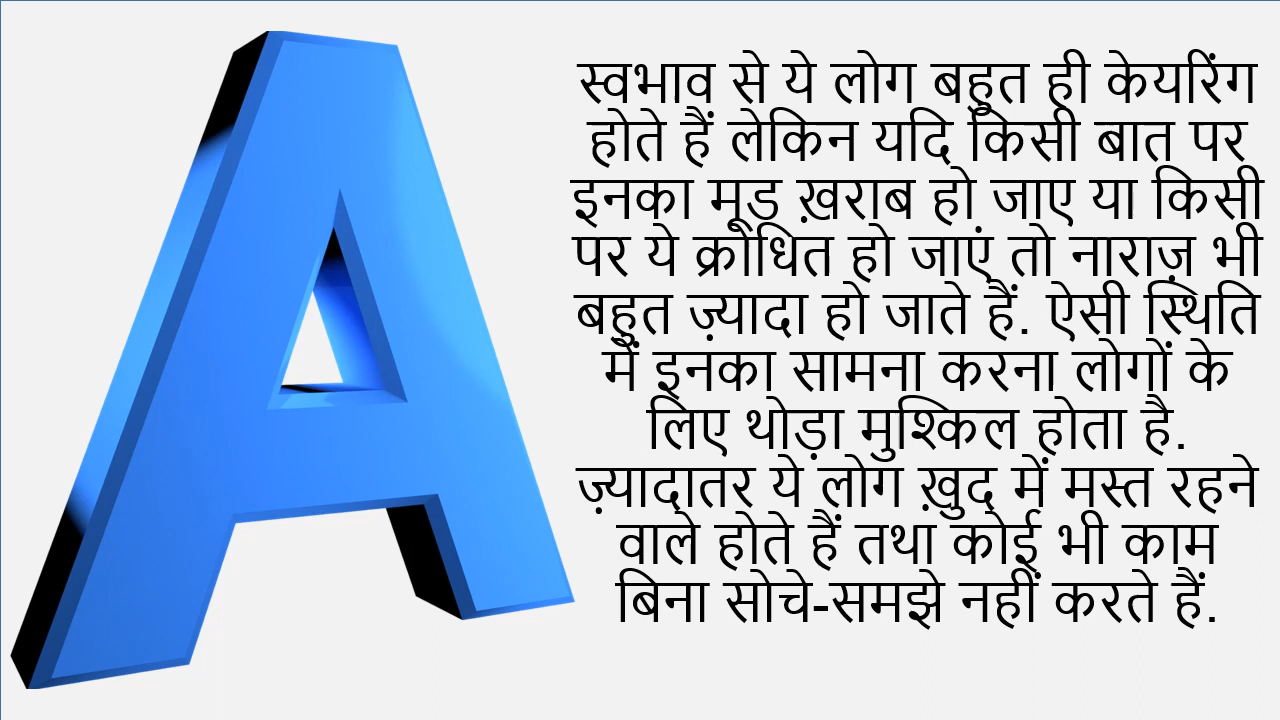 A
स्वभाव से ये लोग बहुत ही केयरिंग
होते हैं लेकिन यदि किसी बात पर
इनका मूड ख़राब हो जाए या किसी
पर ये क्रोधित हो जाएं तो नाराज़ भी
बहुत ज़्यादा हो जाते हैं. ऐसी स्थिति
में इनका सामना करना लोगों के
लिए थोड़ा मुश्किल होता है.
ज़्यादातर ये लोग ख़ुद में मस्त रहने
वाले होते हैं तथा कोई भी काम
बिना सोचे-समझे नहीं करते हैं.